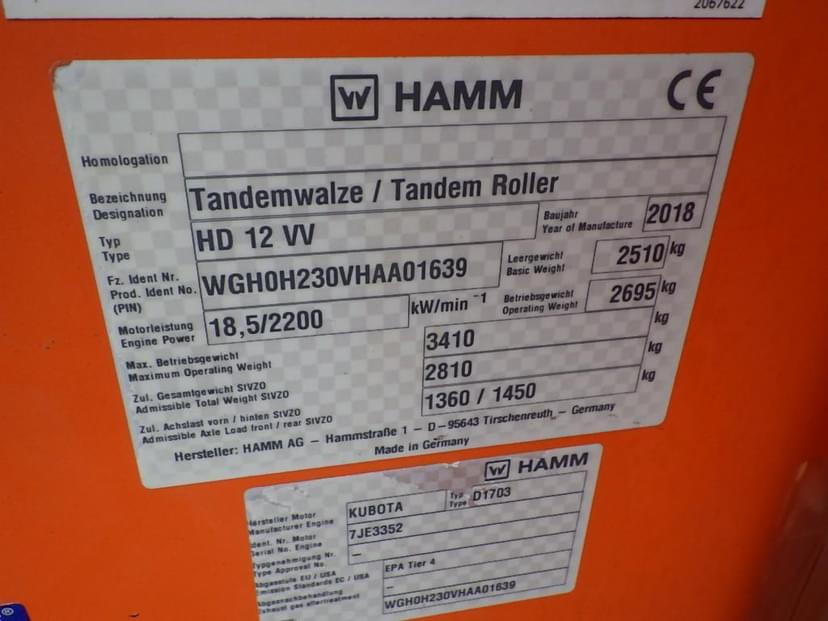 2067622
HAMM CE
Homologation
Bezeichnung
Designation
Tandemwalze / Tandem Roller
Typ
Type
HD 12 VV
Baujahr
Year of Manufacture
2018
Fz. Ident Nr.
Prod. Ident No.
(PIN)
WGH0H230VHAA01639
Leergewicht
Basic Weight
2510 kg
Motorleistung
Engine Power
18,5/2200 kW/min -1
Betriebsgewicht
Operating Weight
2695 kg
Max. Betriebsgewicht
Maximum Operating Weight
3410 kg
Zul. Gesamtgewicht StVZO
Admissible Total Weight StVZO
2810 kg
Zul. Achslast vorn / hinten StVZO
Admissible Axle Load front / rear StVZO
1360 / 1450 kg
Hersteller: HAMM AG – Hammstraße 1 – D-95643 Tirschenreuth – Germany
Made in Germany
HAMM
Hersteller Motor
Manufacturer Engine
KUBOTA
Typ
Type
D1703
Ident. Nr. Motor
Serial No. Engine
7JE3352
Typgenehmigung Nr.
Type Approval No.
–
Abgasstufe EU / USA
Emission Standards EC / USA
EPA Tier 4
Abgasnachbehandlung
Exhaust gas aftertreatment
–
WGH0H230VHAA01639